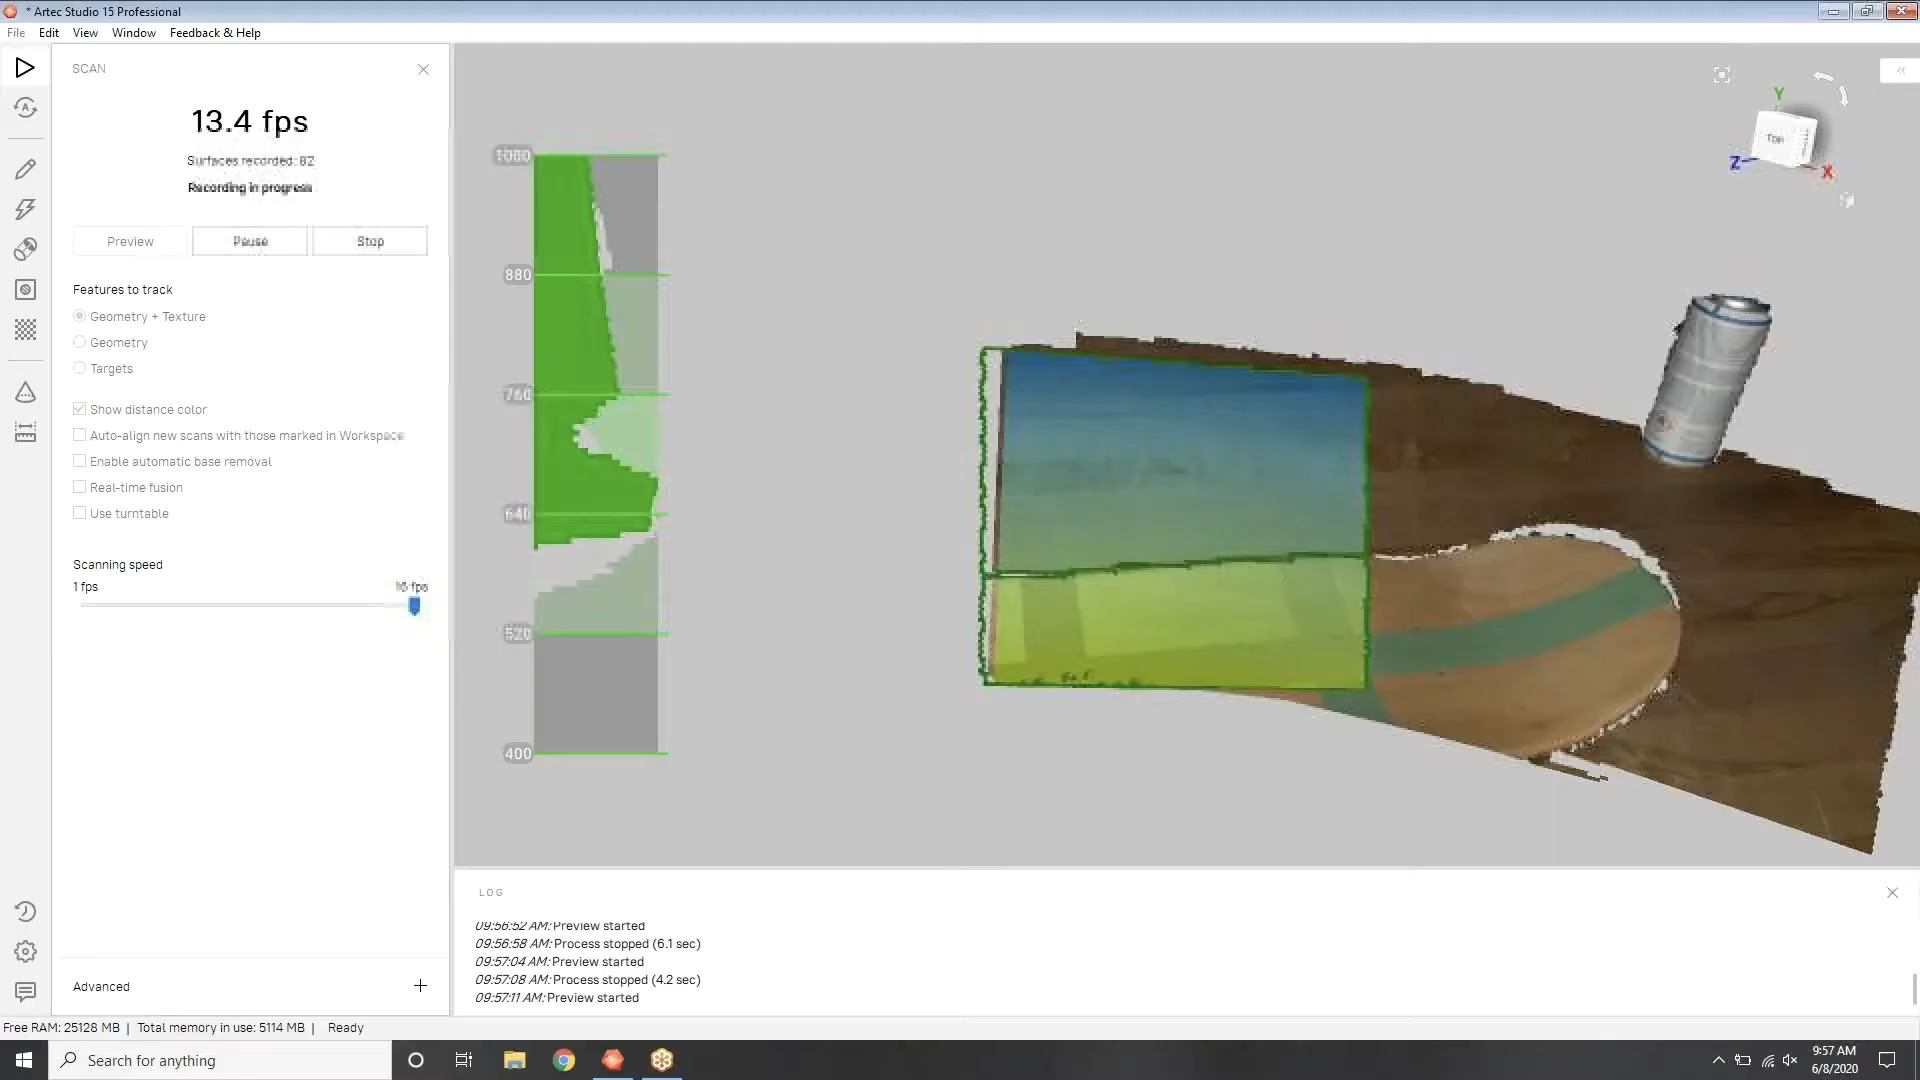 * Artec Studio 15 Professional
File Edit View Window Feedback & Help
SCAN
13.4 fps
Surfaces recorded: 82
Recording in progress
Preview Pause Stop
Features to track
Geometry + Texture
Geometry
Targets
Show distance color
Auto-align new scans with those marked in Workspace
Enable automatic base removal
Real-time fusion
Use turntable
Scanning speed
1 fps 16 fps
Advanced
1000
880
760
640
520
400
Y
TOP
Z
X
LOG
09:56:52 AM: Preview started
09:56:58 AM: Process stopped (6.1 sec)
09:57:04 AM: Preview started
09:57:08 AM: Process stopped (4.2 sec)
09:57:11 AM: Preview started
Free RAM: 25128 MB | Total memory in use: 5114 MB | Ready
Search for anything
9:57 AM
6/8/2020